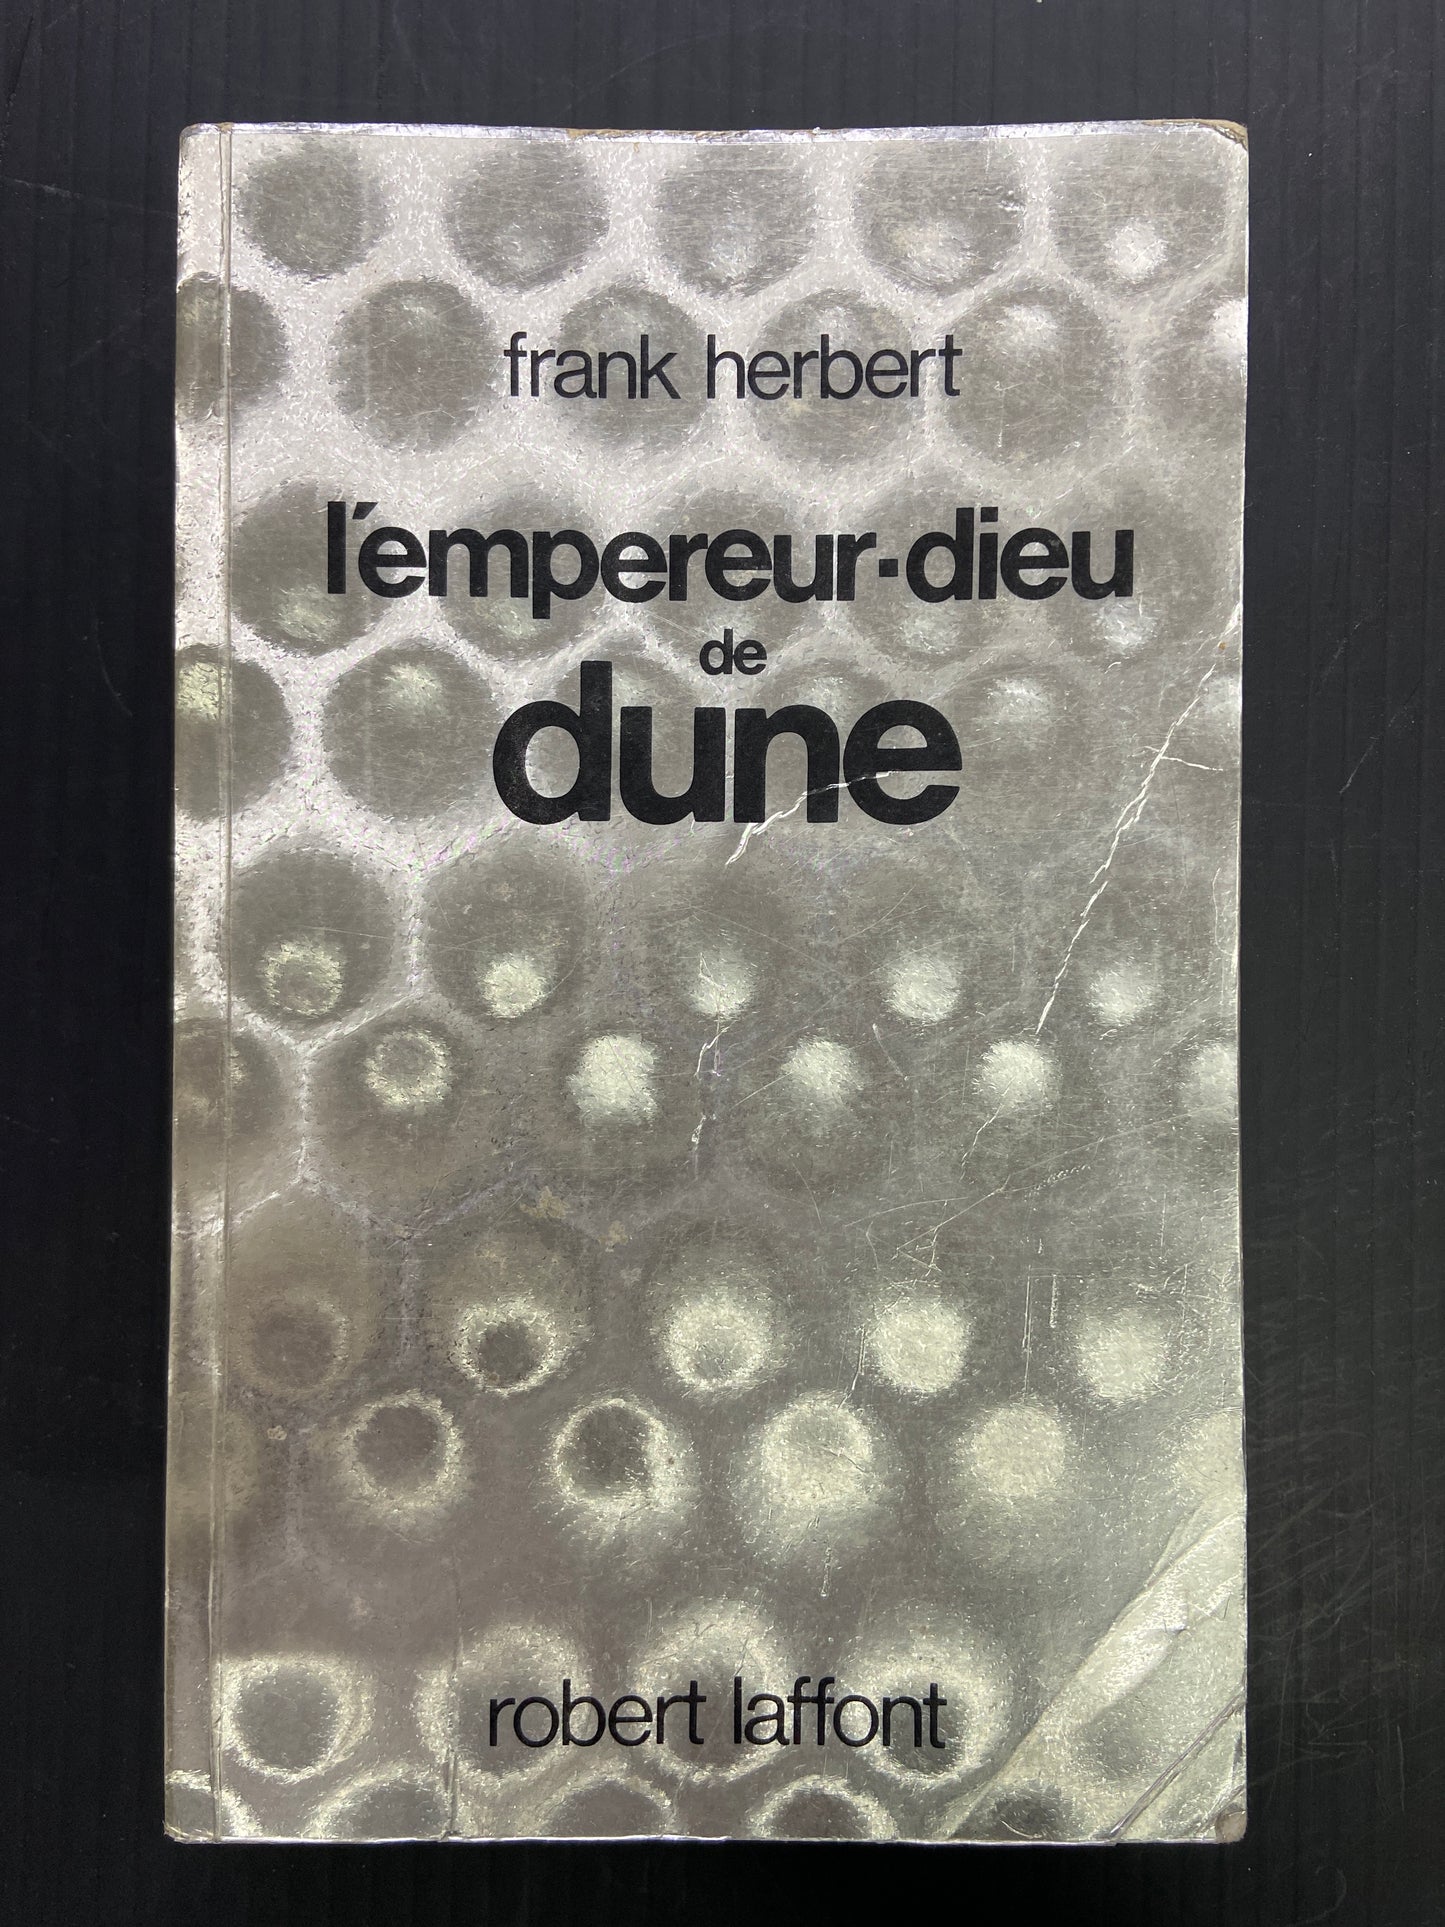 frank herbert
l'empereur-dieu
de
dune
robert laffont